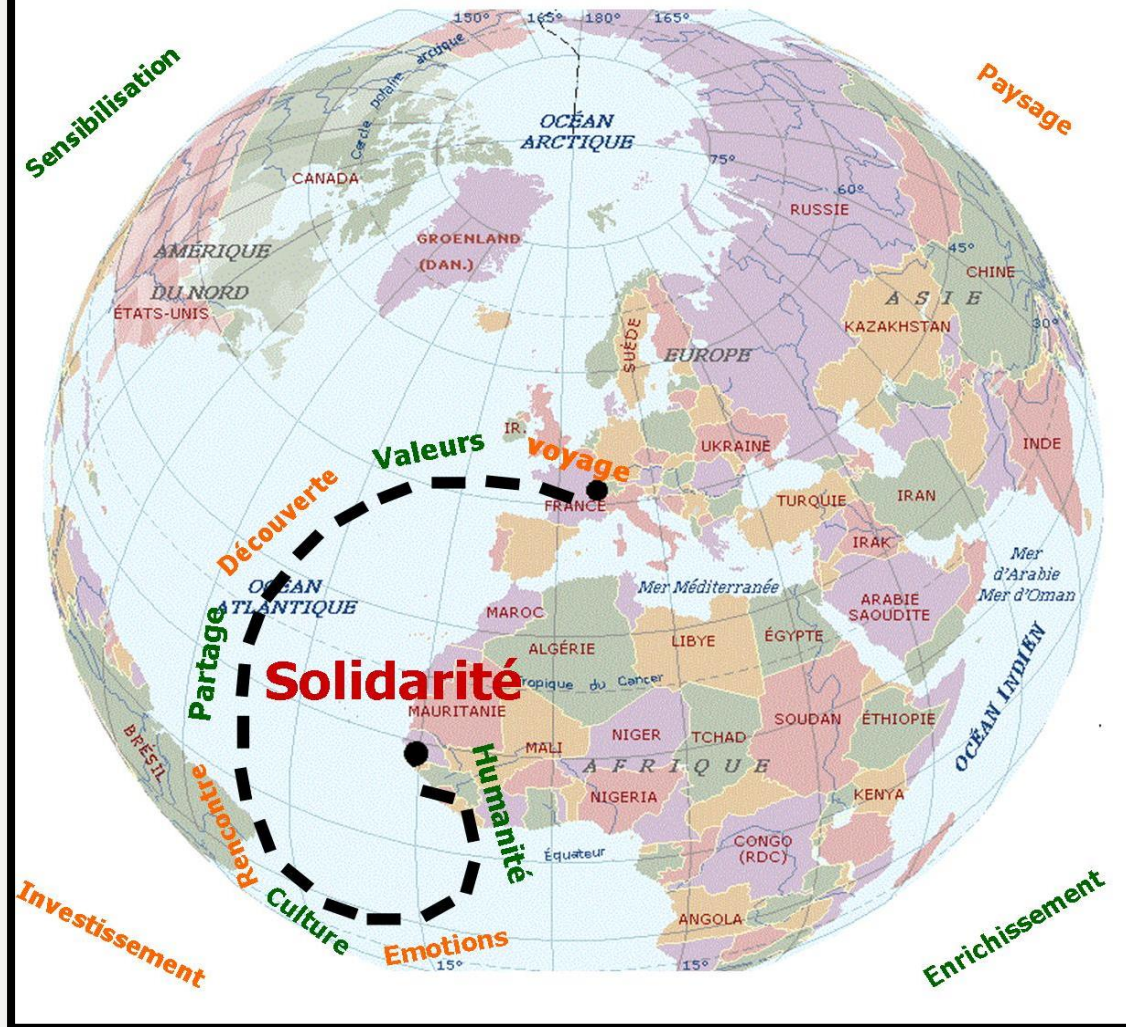 150°
165°
180°
165°
Sensibilisation
Paysage
Cercle polaire arctique
OCÉAN
ARCTIQUE
75°
60°
CANADA
RUSSIE
GROENLAND
(DAN.)
45°
AMÉRIQUE
DU NORD
CHINE
ASIE
ÉTATS-UNIS
30°
KAZAKHSTAN
SUÈDE
EUROPE
IR.
Valeurs
voyage
UKRAINE
INDE
FRANCE
TURQUIE
IRAN
Découverte
IRAK
Mer
d'Arabie
Mer d'Oman
OCÉAN
ATLANTIQUE
Mer Méditerranée
MAROC
ARABIE
SAOUDITE
Partage
ALGÉRIE
LIBYE
ÉGYPTE
Solidarité
Tropique du Cancer
OCÉAN INDIEN
MAURITANIE
MALI
NIGER
TCHAD
SOUDAN
ÉTHIOPIE
BRÉSIL
AFRIQUE
Humanité
NIGERIA
KENYA
Rencontre
Équateur
CONGO
(RDC)
Investissement
Culture
Emotions
ANGOLA
Enrichissement
15°
15°